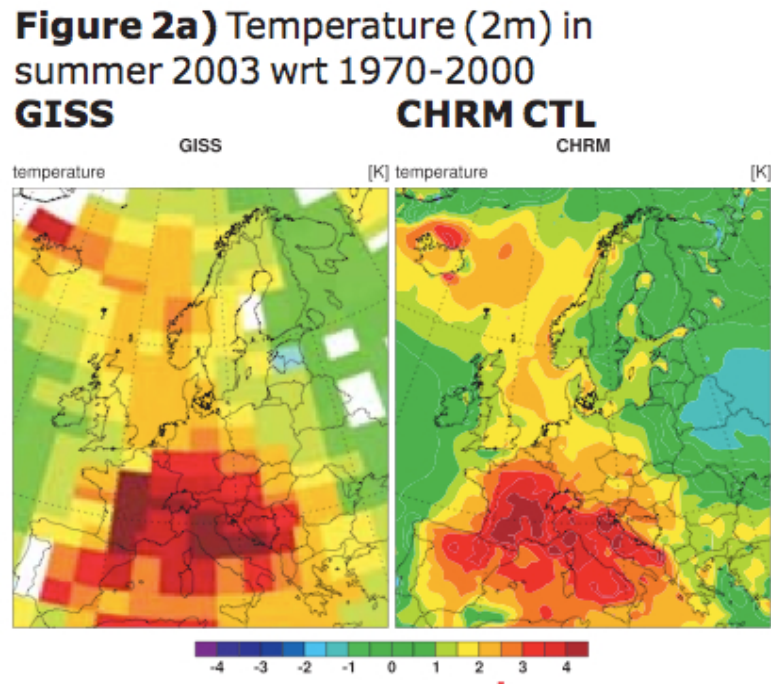 Figure 2a) Temperature (2m) in
summer 2003 wrt 1970-2000
GISS CHRM CTL
GISS CHRM
temperature [K] temperature [K]
-4 -3 -2 -1 0 1 2 3 4